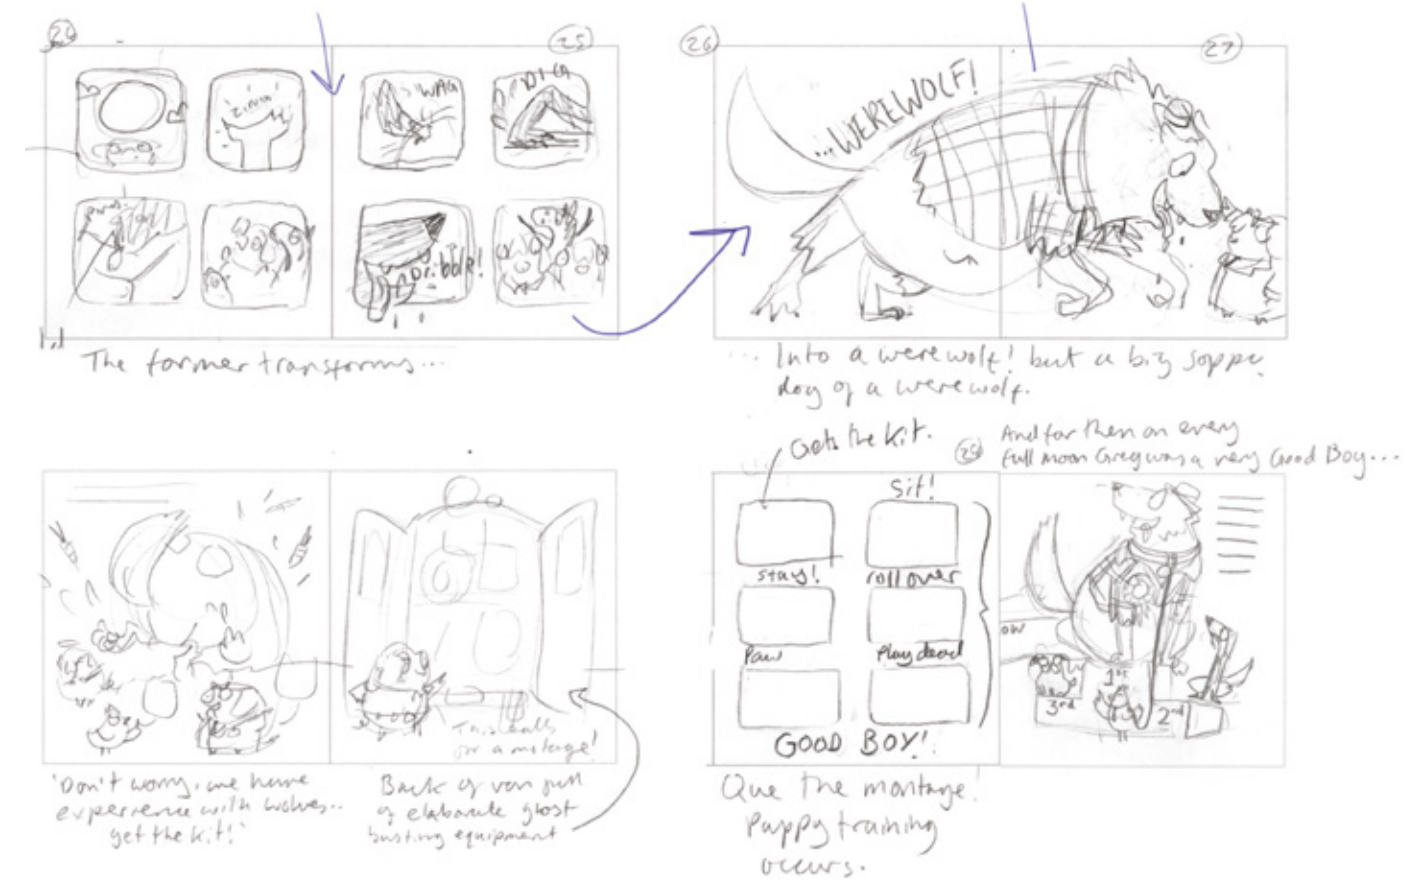 24
25
26
27
ZING
WAG
DIG
Dribble!
...WEREWOLF!
The farmer transforms...
... Into a werewolf! but a big soppy
dog of a werewolf.
Gets the kit.
28
And for then on every
full moon Greg was a very Good Boy...
Sit!
stay!
roll over
Paw
Play dead
GOOD BOY!
1st
2nd
3rd
This calls
for a montage!
'Don't worry, we have
experience with wolves..
get the kit!'
Back of van full
of elaborate ghost
busting equipment
Que the montage!
Puppy training
occurs.